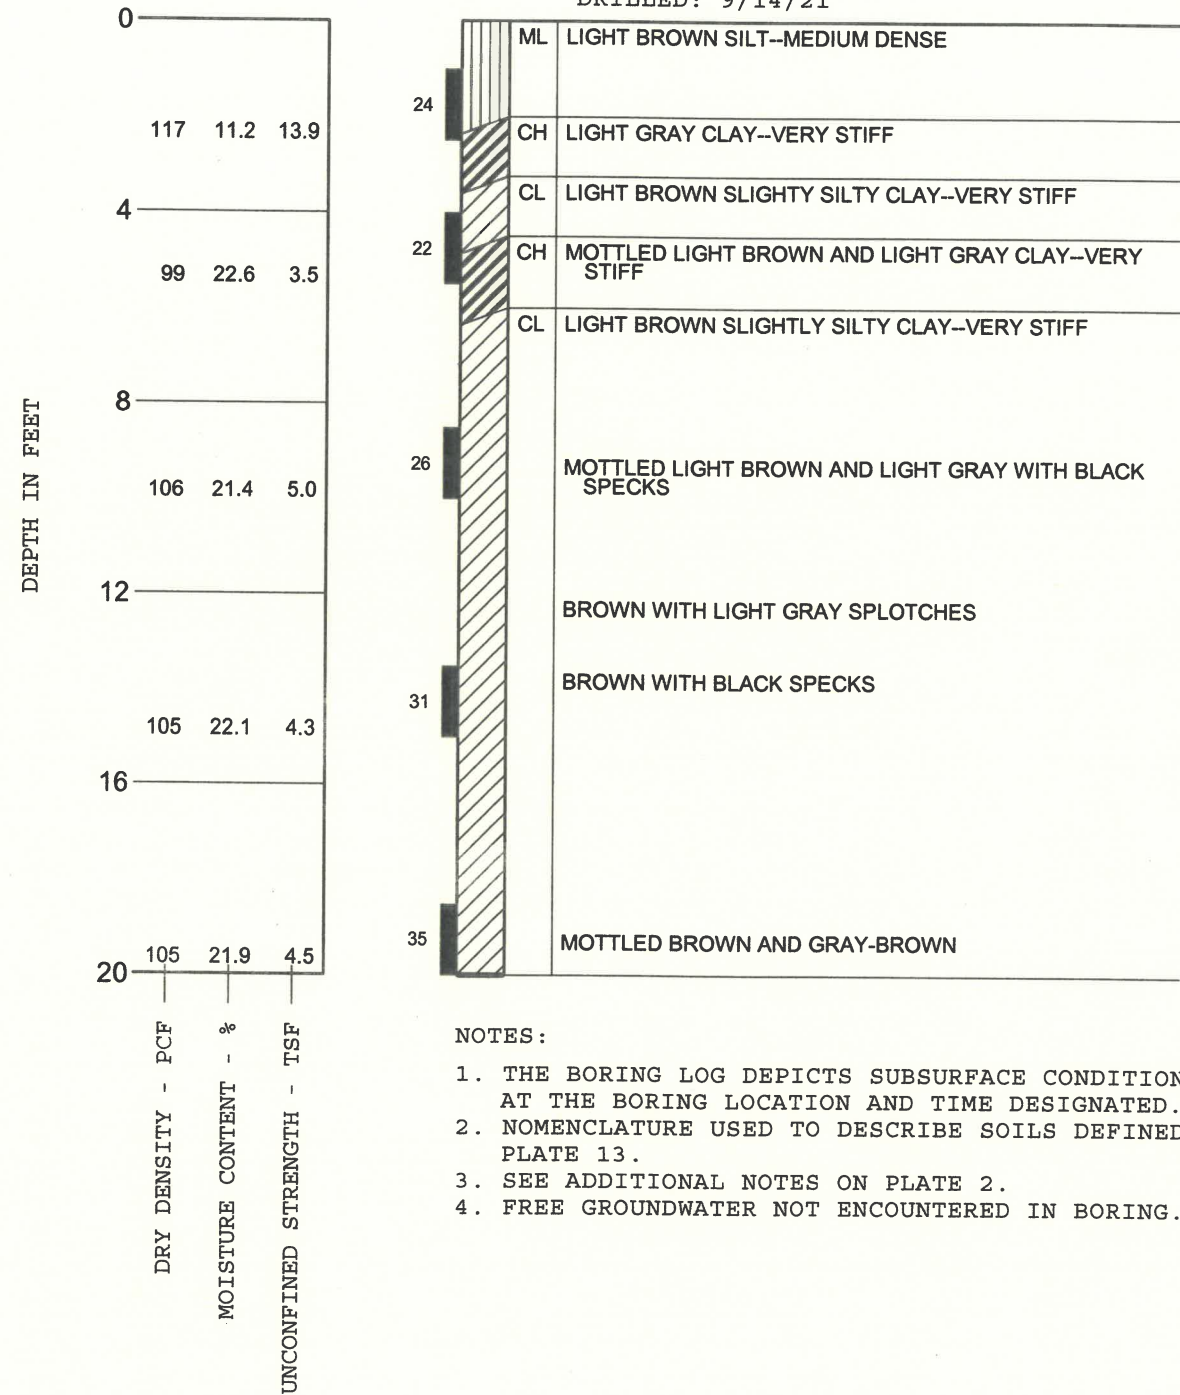 DRILLED: 9/14/21
0
ML LIGHT BROWN SILT--MEDIUM DENSE
24
117 11.2 13.9
CH LIGHT GRAY CLAY--VERY STIFF
CL LIGHT BROWN SLIGHTY SILTY CLAY--VERY STIFF
4
22
CH MOTTLED LIGHT BROWN AND LIGHT GRAY CLAY--VERY
STIFF
99 22.6 3.5
CL LIGHT BROWN SLIGHTLY SILTY CLAY--VERY STIFF
8
DEPTH IN FEET
26
MOTTLED LIGHT BROWN AND LIGHT GRAY WITH BLACK
SPECKS
106 21.4 5.0
12
BROWN WITH LIGHT GRAY SPLOTCHES
BROWN WITH BLACK SPECKS
31
105 22.1 4.3
16
35
MOTTLED BROWN AND GRAY-BROWN
105 21.9 4.5
20
DRY DENSITY - PCF
MOISTURE CONTENT - %
UNCONFINED STRENGTH - TSF
NOTES:
1. THE BORING LOG DEPICTS SUBSURFACE CONDITION
AT THE BORING LOCATION AND TIME DESIGNATED.
2. NOMENCLATURE USED TO DESCRIBE SOILS DEFINED
PLATE 13.
3. SEE ADDITIONAL NOTES ON PLATE 2.
4. FREE GROUNDWATER NOT ENCOUNTERED IN BORING.